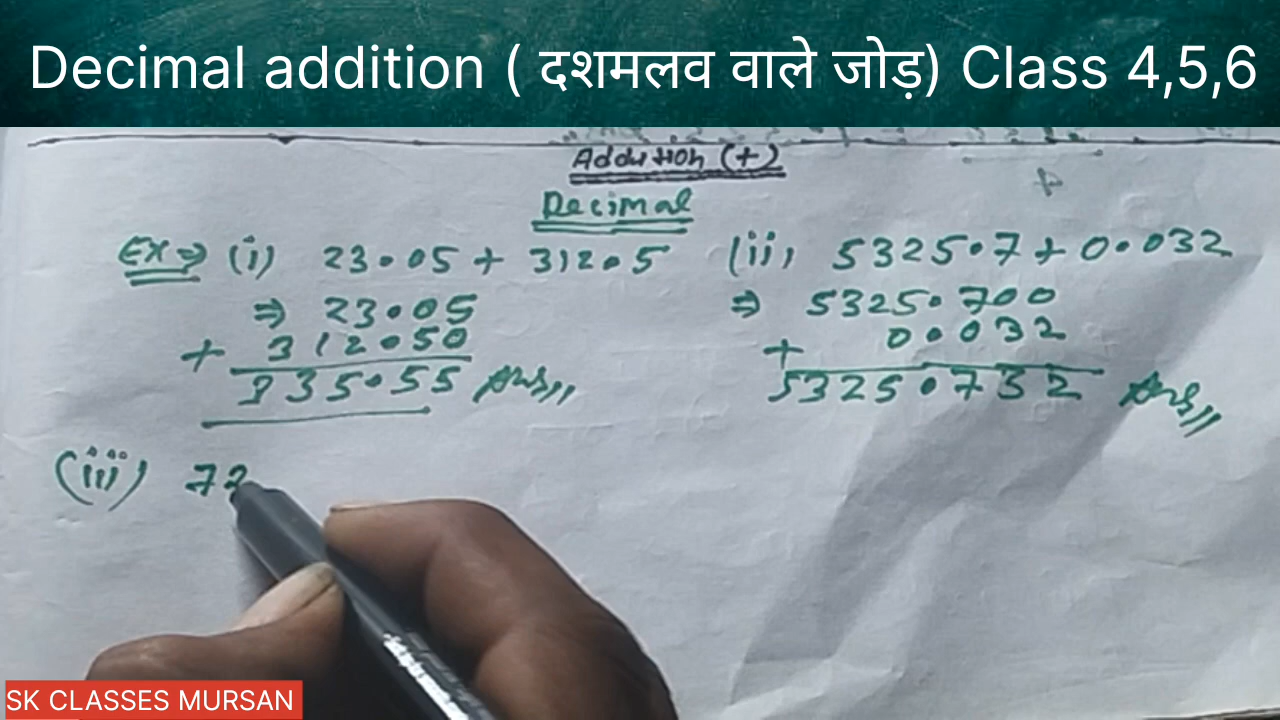 Decimal addition ( दशमलव वाले जोड़) Class 4,5,6
Addition (+)
Decimal
Ex ⇒ (i) 23.05 + 312.5
⇒ 23.05
+ 312.50
335.55 Ans,,
(ii) 5325.7 + 0.032
⇒ 5325.700
+ 0.032
5325.732 Ans,,
(iii) 72
SK CLASSES MURSAN